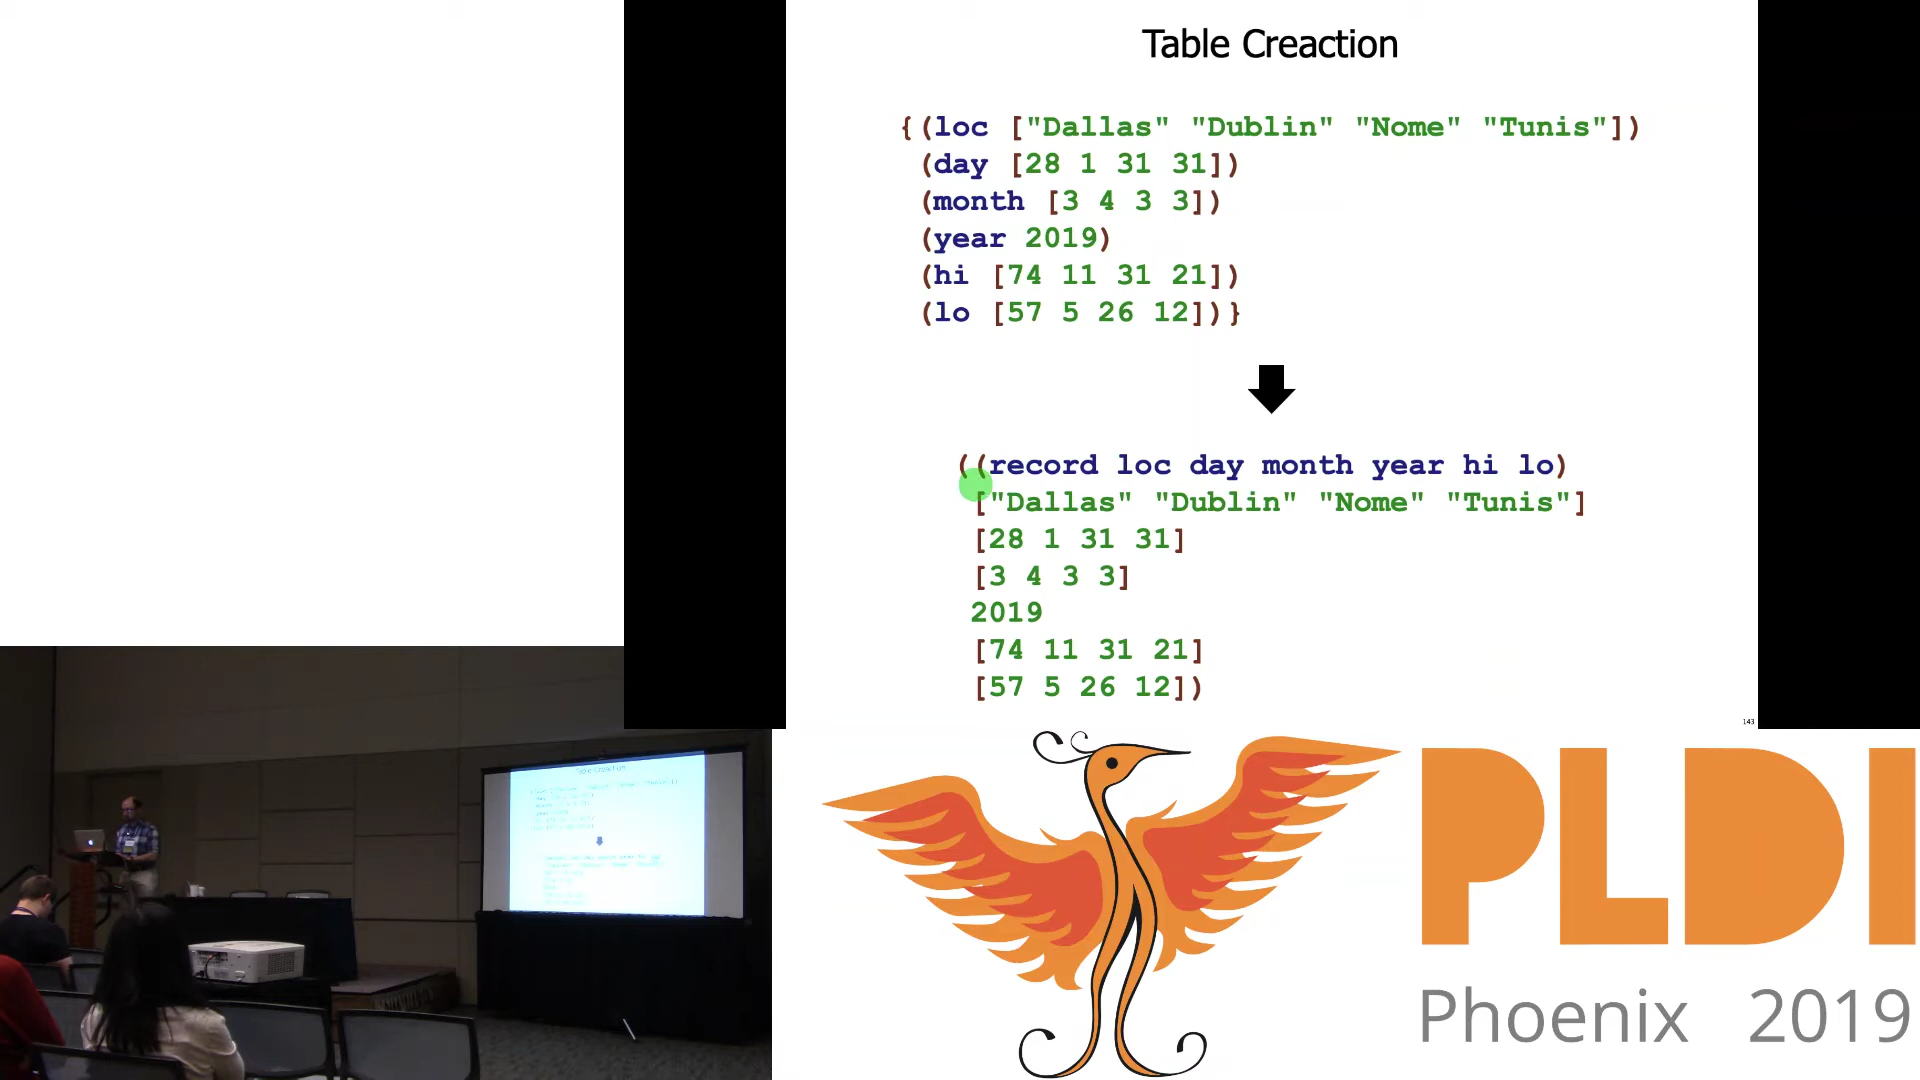 Table Creaction
{(loc ["Dallas" "Dublin" "Nome" "Tunis"])
(day [28 1 31 31])
(month [3 4 3 3])
(year 2019)
(hi [74 11 31 21])
(lo [57 5 26 12])}
((record loc day month year hi lo)
["Dallas" "Dublin" "Nome" "Tunis"]
[28 1 31 31]
[3 4 3 3]
2019
[74 11 31 21]
[57 5 26 12])
143
Table Creaction
PLDI
Phoenix 2019